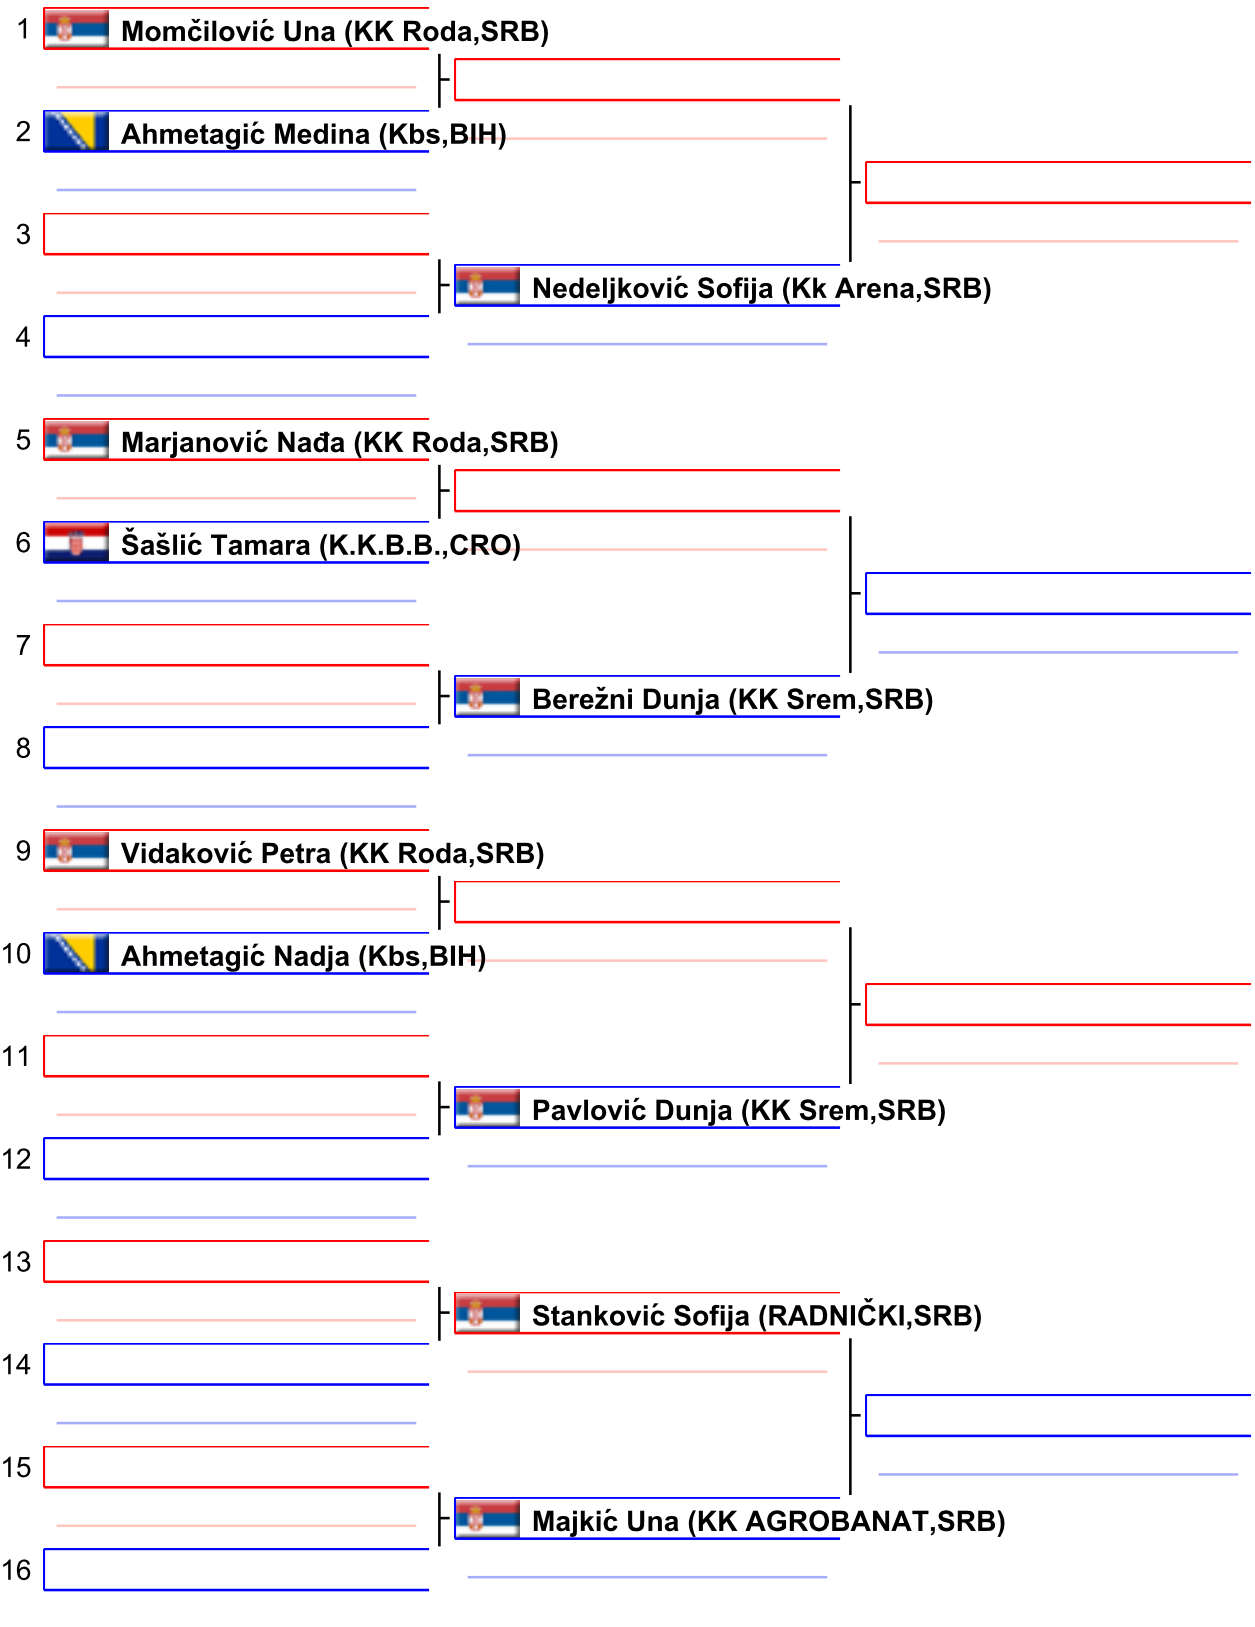 1 Momčilović Una (KK Roda,SRB)
2 Ahmetagić Medina (Kbs,BIH)
3
Nedeljković Sofija (Kk Arena,SRB)
4
5 Marjanović Nađa (KK Roda,SRB)
6 Šašlić Tamara (K.K.B.B.,CRO)
7
Berežni Dunja (KK Srem,SRB)
8
9 Vidaković Petra (KK Roda,SRB)
10 Ahmetagić Nadja (Kbs,BIH)
11
Pavlović Dunja (KK Srem,SRB)
12
13
Stanković Sofija (RADNIČKI,SRB)
14
15
Majkić Una (KK AGROBANAT,SRB)
16